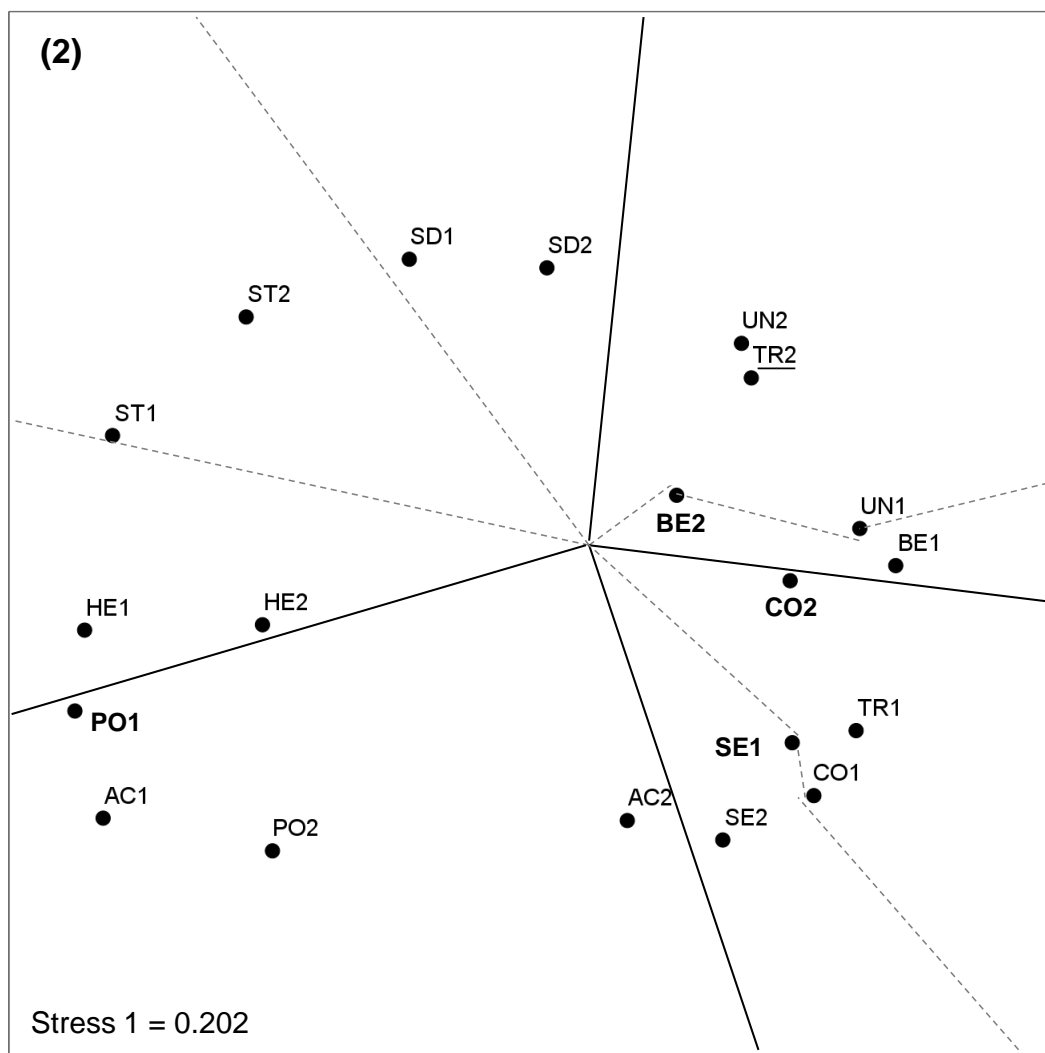 (2)
SD1
SD2
ST2
UN2
TR2
ST1
UN1
BE2
BE1
HE1
HE2
CO2
PO1
TR1
SE1
CO1
AC1
AC2
SE2
PO2
Stress 1 = 0.202